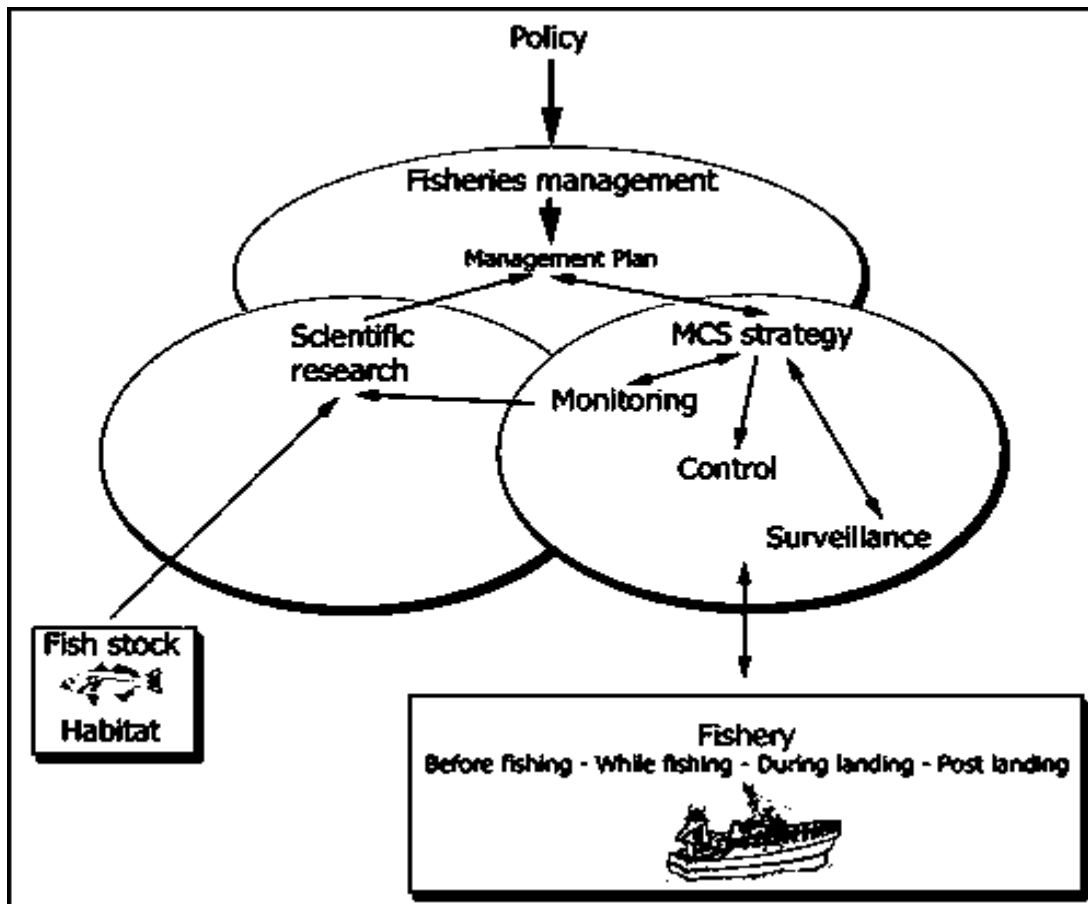 Policy
Fisheries management
Management Plan
Scientific
research
MCS strategy
Monitoring
Control
Surveillance
Fish stock
Habitat
Fishery
Before fishing - While fishing - During landing - Post landing